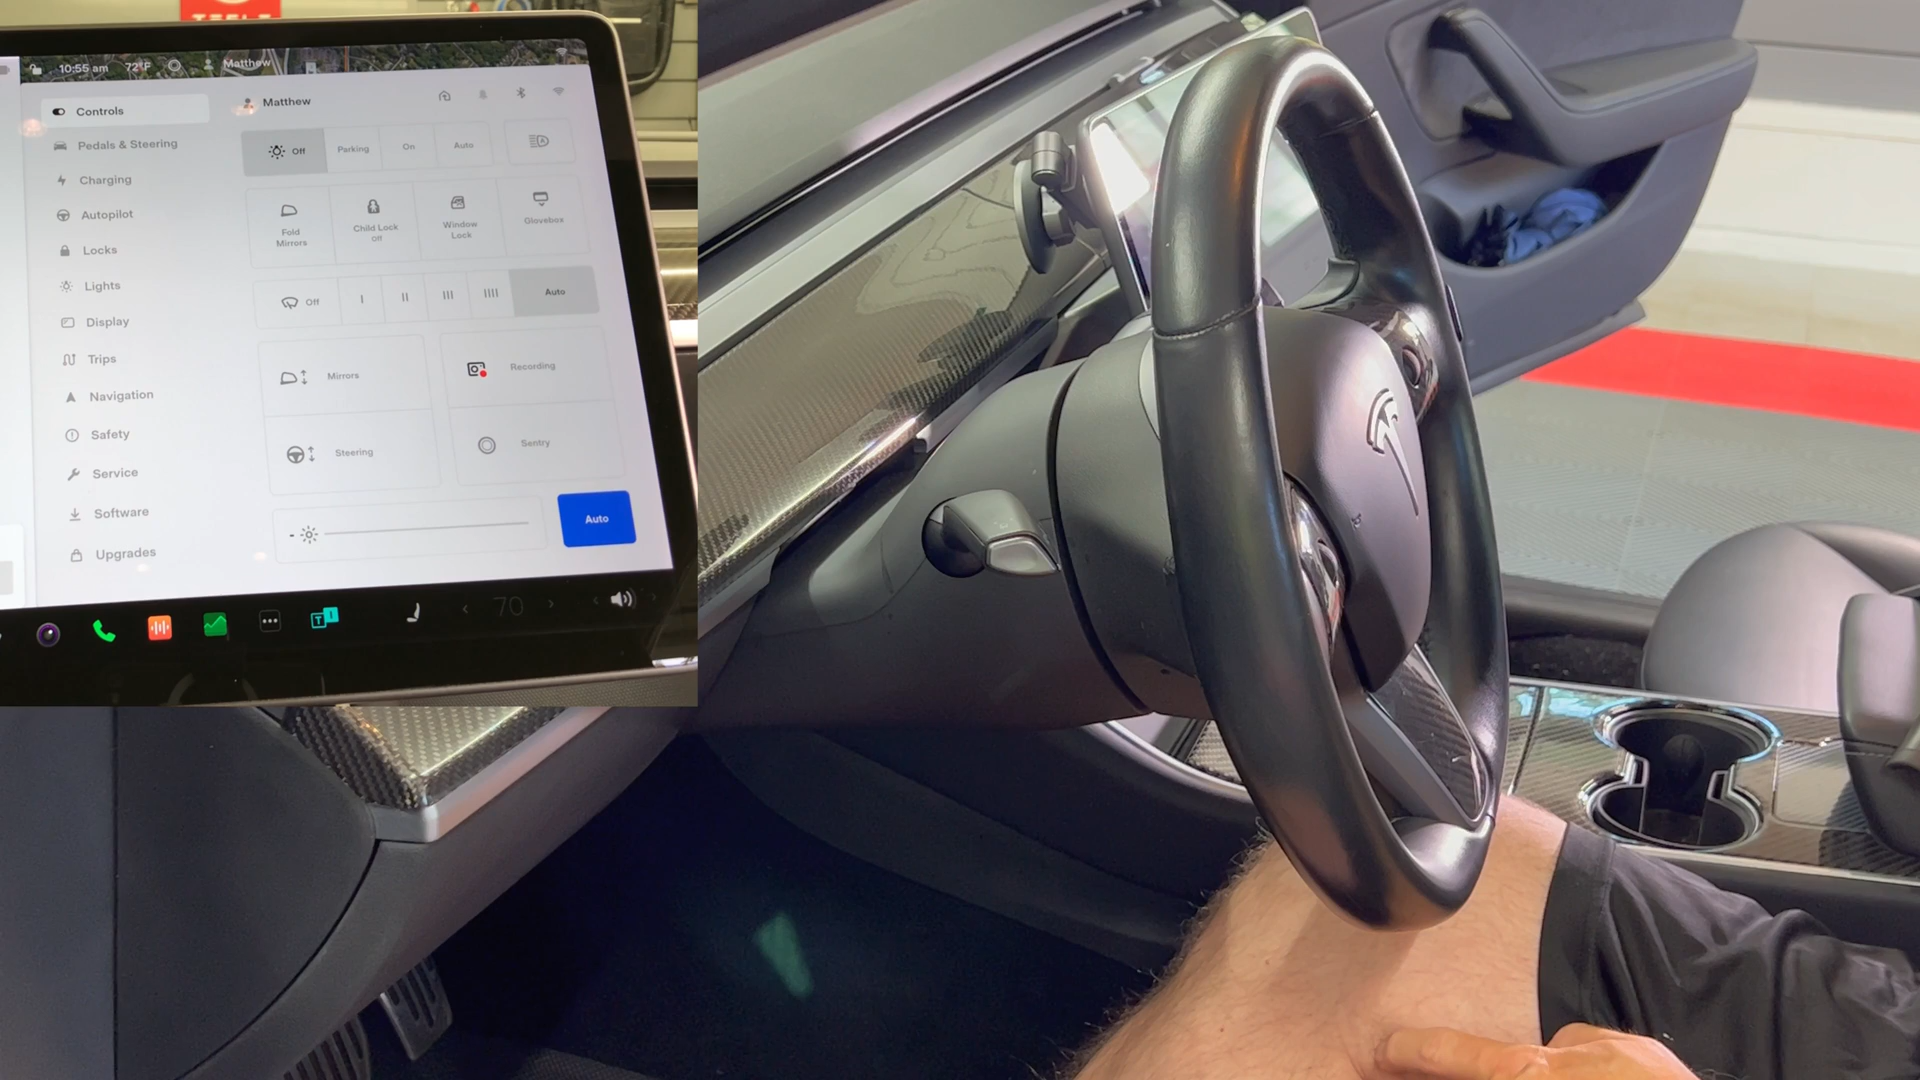 TESLA
10:55 am 72°F Matthew
Controls
Pedals & Steering
Charging
Autopilot
Locks
Lights
Display
Trips
Navigation
Safety
Service
Software
Upgrades
Matthew
Off Parking On Auto
Fold Mirrors
Child Lock
Off
Window Lock
Glovebox
Off I II III IIII Auto
Mirrors
Recording
Steering
Sentry
Auto
70